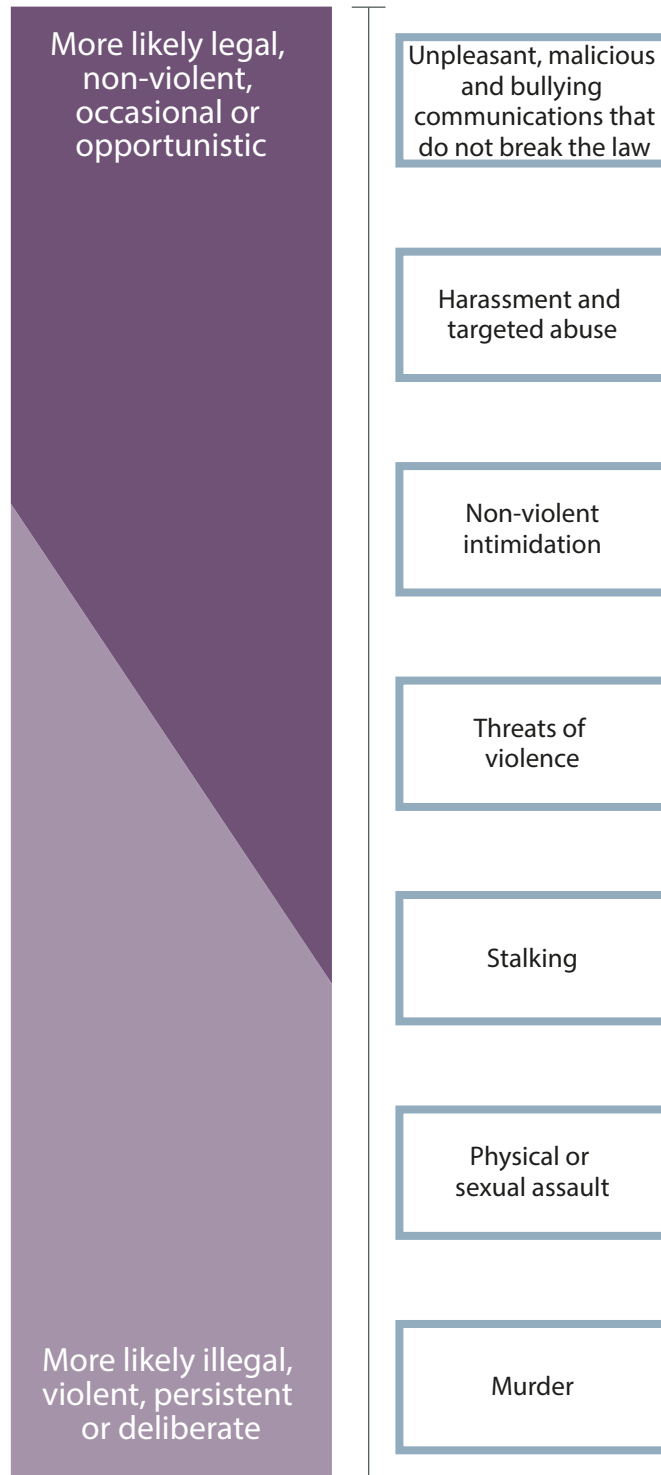 More likely legal,
non-violent,
occasional or
opportunistic
Unpleasant, malicious
and bullying
communications that
do not break the law
Harassment and
targeted abuse
Non-violent
intimidation
Threats of
violence
Stalking
Physical or
sexual assault
More likely illegal,
violent, persistent
or deliberate
Murder